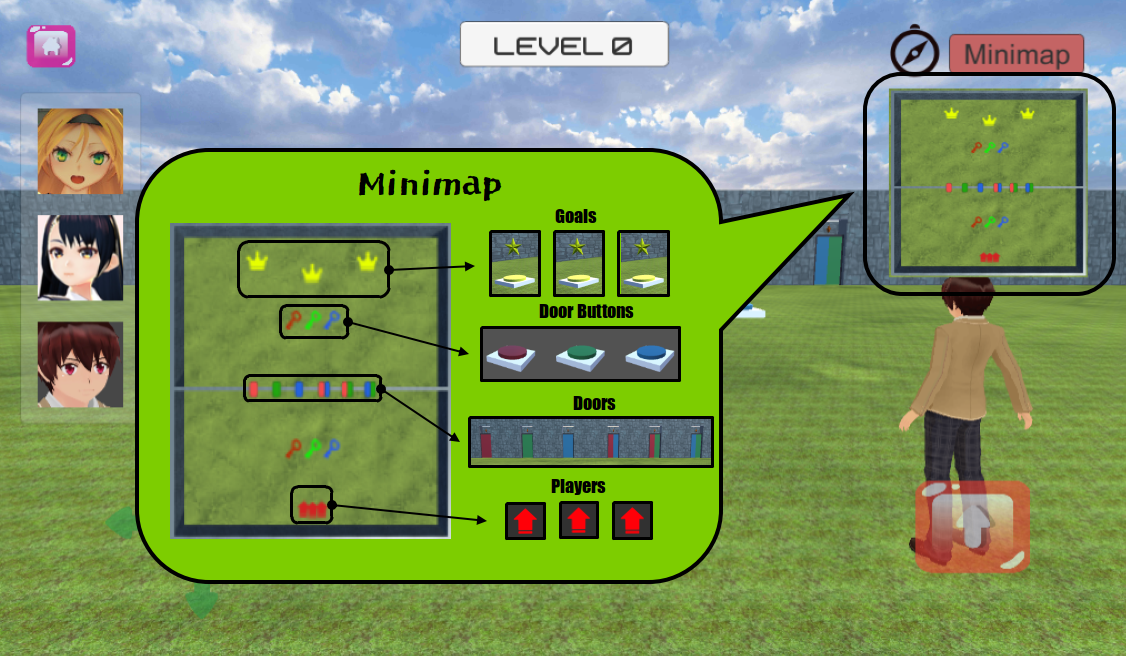 LEVEL 0
Minimap
Minimap
Goals
Door Buttons
Doors
Players